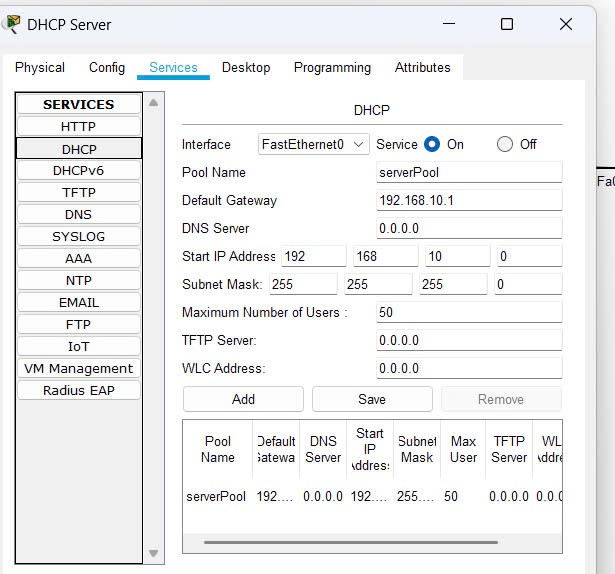 DHCP Server
Physical Config Services Desktop Programming Attributes
SERVICES
HTTP
DHCP
DHCPv6
TFTP
DNS
SYSLOG
AAA
NTP
EMAIL
FTP
IoT
VM Management
Radius EAP
DHCP
Interface FastEthernet0 Service On Off
Pool Name serverPool
Default Gateway 192.168.10.1
DNS Server 0.0.0.0
Start IP Address 192 168 10 0
Subnet Mask: 255 255 255 0
Maximum Number of Users : 50
TFTP Server: 0.0.0.0
WLC Address: 0.0.0.0
Add Save Remove
Pool Name Default Gatewa DNS Server Start IP Address Subnet Mask Max User TFTP Server WL Addre
serverPool 192.... 0.0.0.0 192.... 255.... 50 0.0.0.0 0.0.0
Fa0